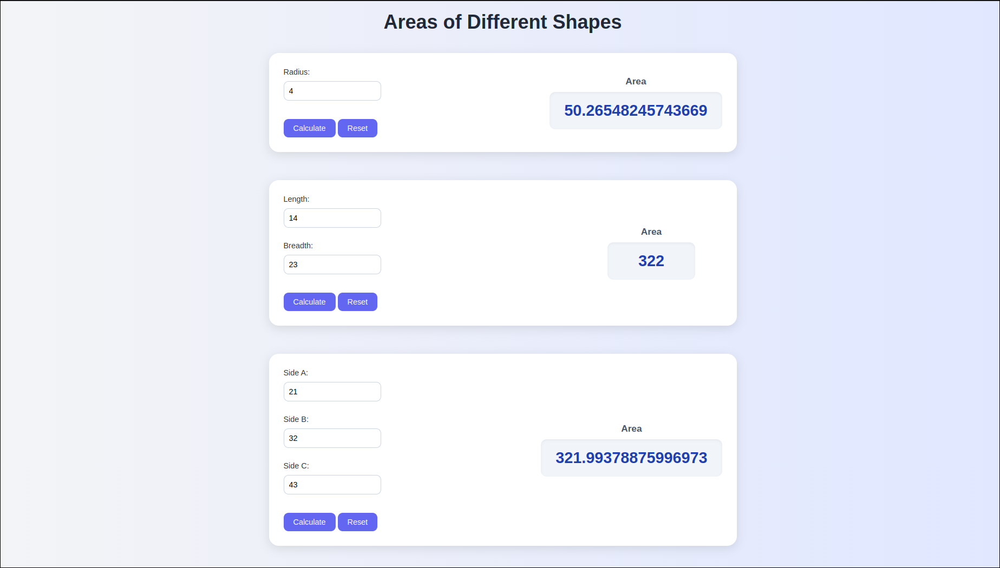 Areas of Different Shapes
Radius:
4
Calculate Reset
Area
50.26548245743669
Length:
14
Breadth:
23
Calculate Reset
Area
322
Side A:
21
Side B:
32
Side C:
43
Calculate Reset
Area
321.99378875996973